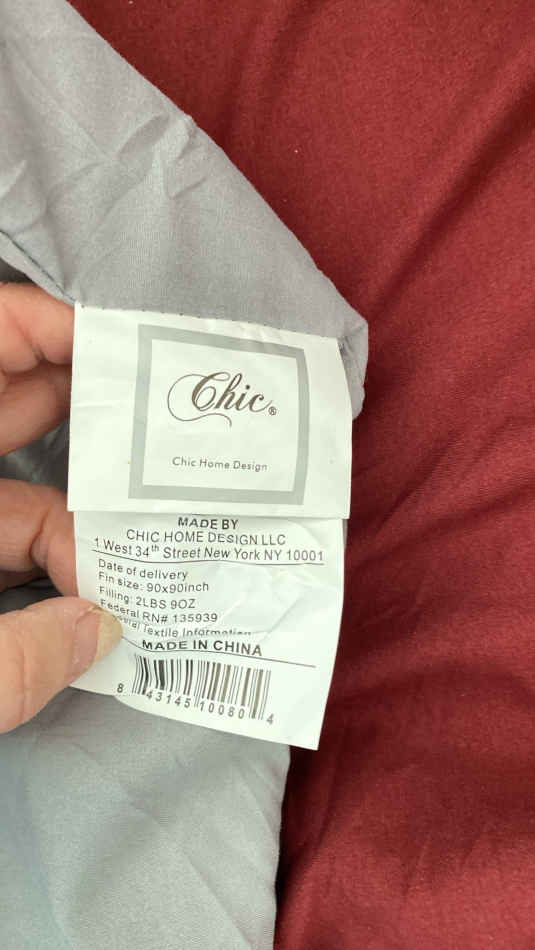 Chic®
Chic Home Design
MADE BY
CHIC HOME DESIGN LLC
1 West 34th Street New York NY 10001
Date of delivery
Fin size: 90x90inch
Filling: 2LBS 9OZ
Federal RN# 135939
Textile Information
MADE IN CHINA
8 43145 10080 4